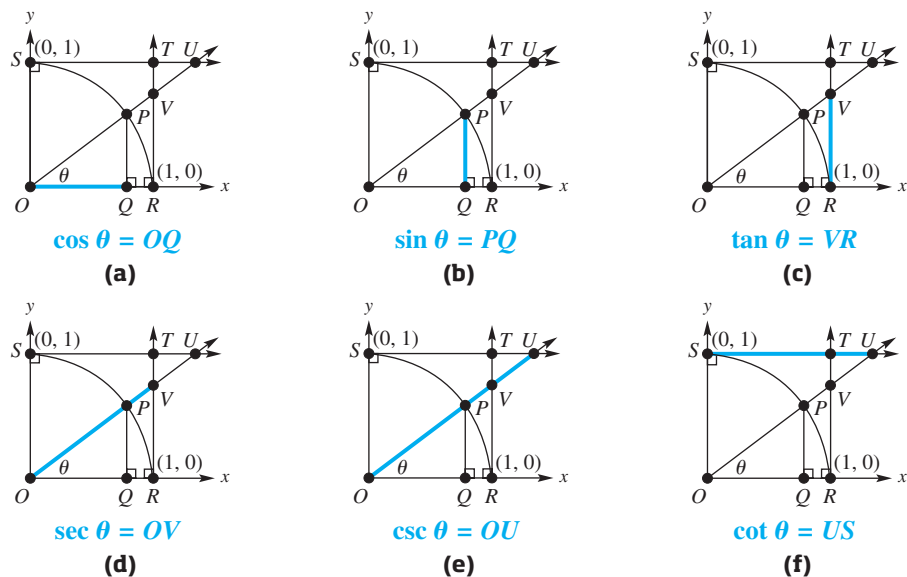 y y y
S (0, 1) T U S (0, 1) T U S (0, 1) T U
P V P V P V
θ (1, 0) θ (1, 0) θ (1, 0)
x x x
O Q R O Q R O Q R
cos θ = OQ sin θ = PQ tan θ = VR
(a) (b) (c)
y y y
S (0, 1) T U S (0, 1) T U S (0, 1) T U
P V P V P V
θ (1, 0) θ (1, 0) θ (1, 0)
x x x
O Q R O Q R O Q R
sec θ = OV csc θ = OU cot θ = US
(d) (e) (f)